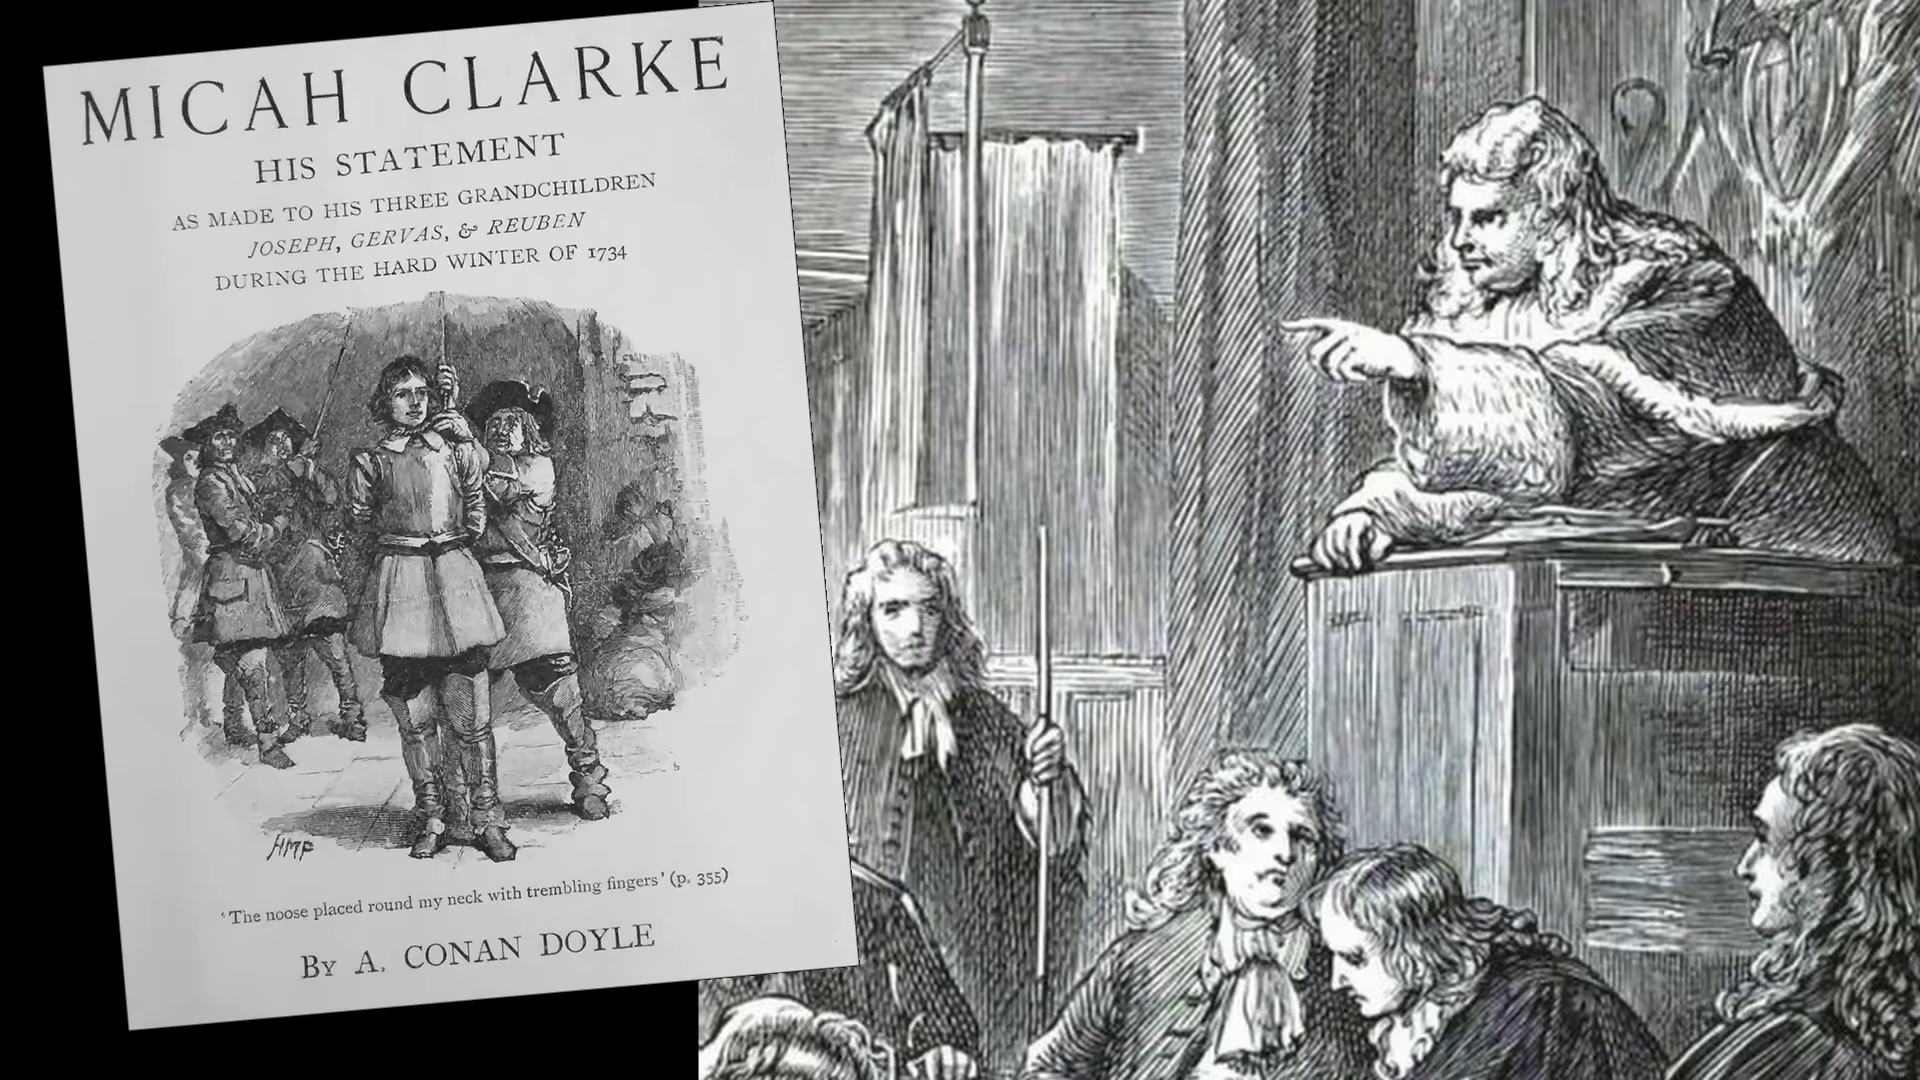 MICAH CLARKE
HIS STATEMENT
AS MADE TO HIS THREE GRANDCHILDREN
JOSEPH, GERVAS, & REUBEN
DURING THE HARD WINTER OF 1734
HMP
'The noose placed round my neck with trembling fingers' (p. 355)
BY A. CONAN DOYLE